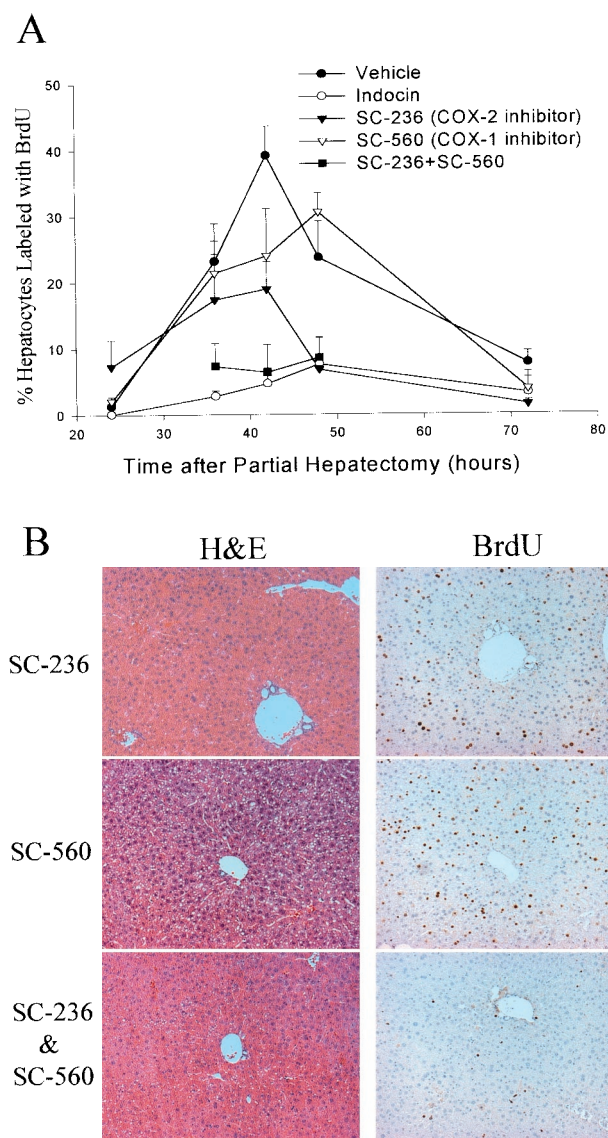 A
Vehicle
Indocin
SC-236 (COX-2 inhibitor)
SC-560 (COX-1 inhibitor)
SC-236+SC-560
% Hepatocytes Labeled with BrdU
50
40
30
20
10
0
20 30 40 50 60 70 80
Time after Partial Hepatectomy (hours)
B
H&E BrdU
SC-236
SC-560
SC-236
&
SC-560